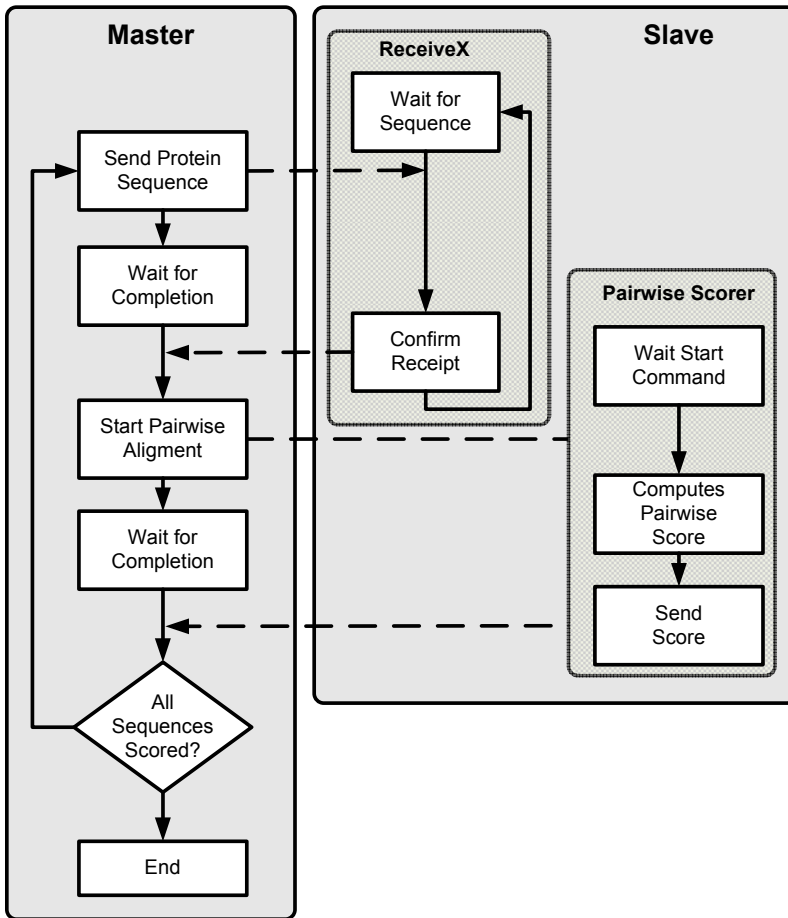 Master
Send Protein
Sequence
Wait for
Completion
Start Pairwise
Aligment
Wait for
Completion
All
Sequences
Scored?
End
Slave
ReceiveX
Wait for
Sequence
Confirm
Receipt
Pairwise Scorer
Wait Start
Command
Computes
Pairwise
Score
Send
Score